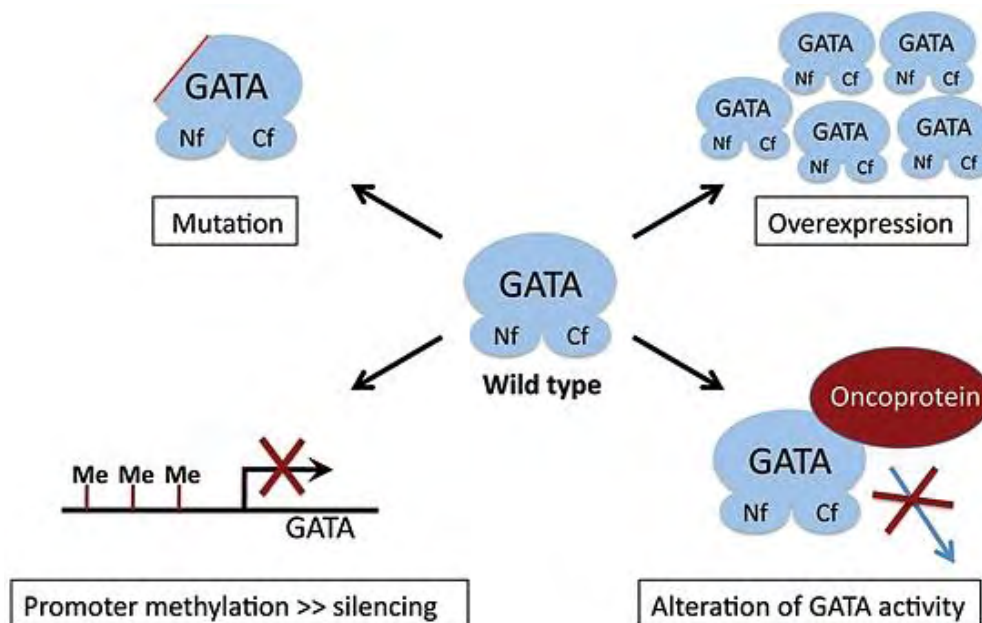 GATA
Nf Cf
Mutation
GATA
Nf Cf
GATA
Nf Cf
GATA
Nf Cf
GATA
Nf Cf
GATA
Nf Cf
Overexpression
GATA
Nf Cf
Wild type
Me Me Me
GATA
Promoter methylation >> silencing
Oncoprotein
GATA
Nf Cf
Alteration of GATA activity